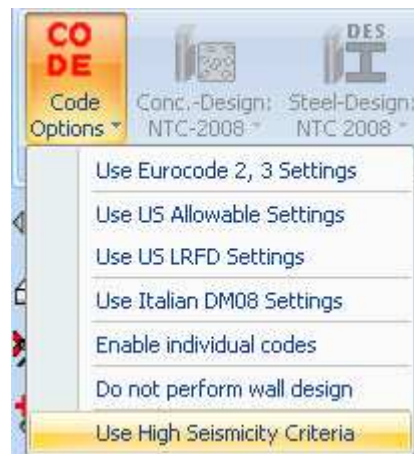 CO
DE
DES
Code
Options
Conc.-Design:
NTC-2008
Steel-Design:
NTC 2008
Use Eurocode 2, 3 Settings
Use US Allowable Settings
Use US LRFD Settings
Use Italian DM08 Settings
Enable individual codes
Do not perform wall design
Use High Seismicity Criteria